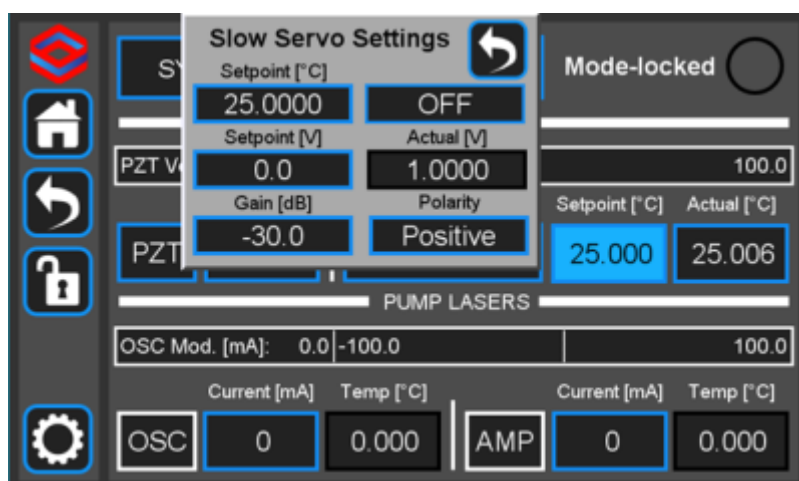 Slow Servo Settings
Setpoint [°C]
25.0000 OFF
Setpoint [V] Actual [V]
0.0 1.0000
Gain [dB] Polarity
-30.0 Positive
Mode-locked
100.0
Setpoint [°C] Actual [°C]
PZT 25.000 25.006
PUMP LASERS
OSC Mod. [mA]: 0.0 -100.0 100.0
Current [mA] Temp [°C] Current [mA] Temp [°C]
OSC 0 0.000 AMP 0 0.000